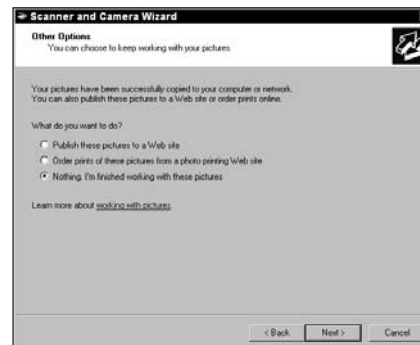 Scanner and Camera Wizard
Other Options
You can choose to keep working with your pictures.
Your pictures have been successfully copied to your computer or network.
You can also publish these pictures to a Web site or order prints online.
What do you want to do?
Publish these pictures to a Web site
Order prints of these pictures from a photo printing Web site
Nothing. I'm finished working with these pictures
Learn more about working with pictures.
< Back
Next >
Cancel